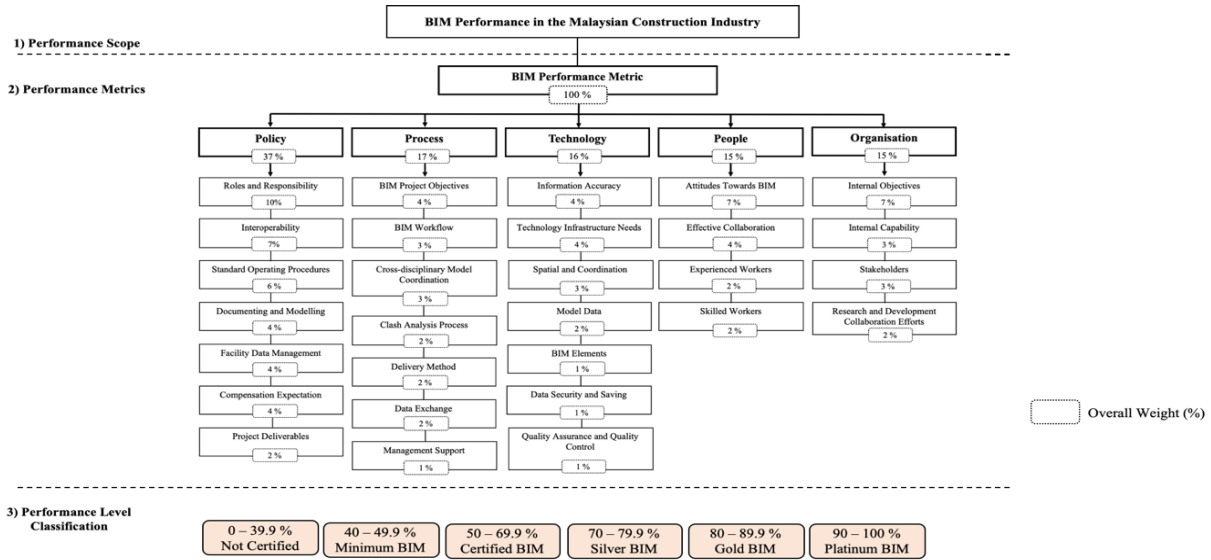 BIM Performance in the Malaysian Construction Industry
1) Performance Scope
BIM Performance Metric
100 %
2) Performance Metrics
Policy
37 %
Process
17 %
Technology
16 %
People
15 %
Organisation
15 %
Roles and Responsibility
10%
Interoperability
7%
Standard Operating Procedures
6 %
Documenting and Modelling
4 %
Facility Data Management
4 %
Compensation Expectation
4 %
Project Deliverables
2 %
BIM Project Objectives
4 %
BIM Workflow
3 %
Cross-disciplinary Model
Coordination
3 %
Clash Analysis Process
2 %
Delivery Method
2 %
Data Exchange
2 %
Management Support
1 %
Information Accuracy
4 %
Technology Infrastructure Needs
4 %
Spatial and Coordination
3 %
Model Data
2 %
BIM Elements
1 %
Data Security and Saving
1 %
Quality Assurance and Quality
Control
1 %
Attitudes Towards BIM
7 %
Effective Collaboration
4 %
Experienced Workers
2 %
Skilled Workers
2 %
Internal Objectives
7 %
Internal Capability
3 %
Stakeholders
3 %
Research and Development
Collaboration Efforts
2 %
Overall Weight (%)
3) Performance Level
Classification
0 – 39.9 %
Not Certified
40 – 49.9 %
Minimum BIM
50 – 69.9 %
Certified BIM
70 – 79.9 %
Silver BIM
80 – 89.9 %
Gold BIM
90 – 100 %
Platinum BIM